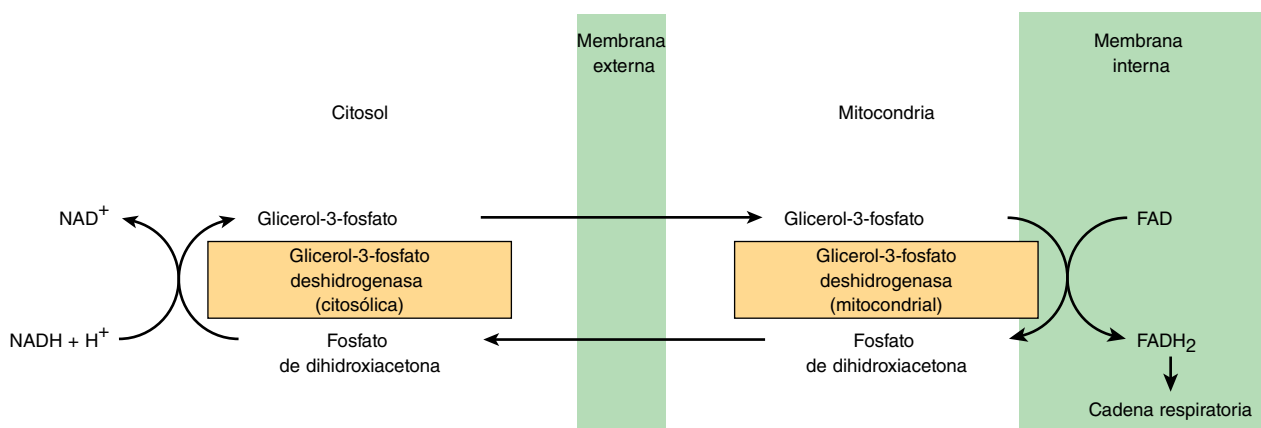 Membrana
externa
Membrana
interna
Citosol
Mitocondria
NAD+
Glicerol-3-fosfato
Glicerol-3-fosfato
FAD
Glicerol-3-fosfato
deshidrogenasa
(citosólica)
Glicerol-3-fosfato
deshidrogenasa
(mitocondrial)
NADH + H+
Fosfato
de dihidroxiacetona
Fosfato
de dihidroxiacetona
FADH2
Cadena respiratoria